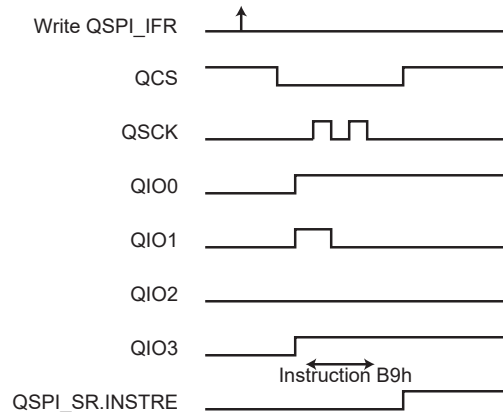 Write QSPI_IFR
QCS
QSCK
QIO0
QIO1
QIO2
QIO3
Instruction B9h
QSPI_SR.INSTRE